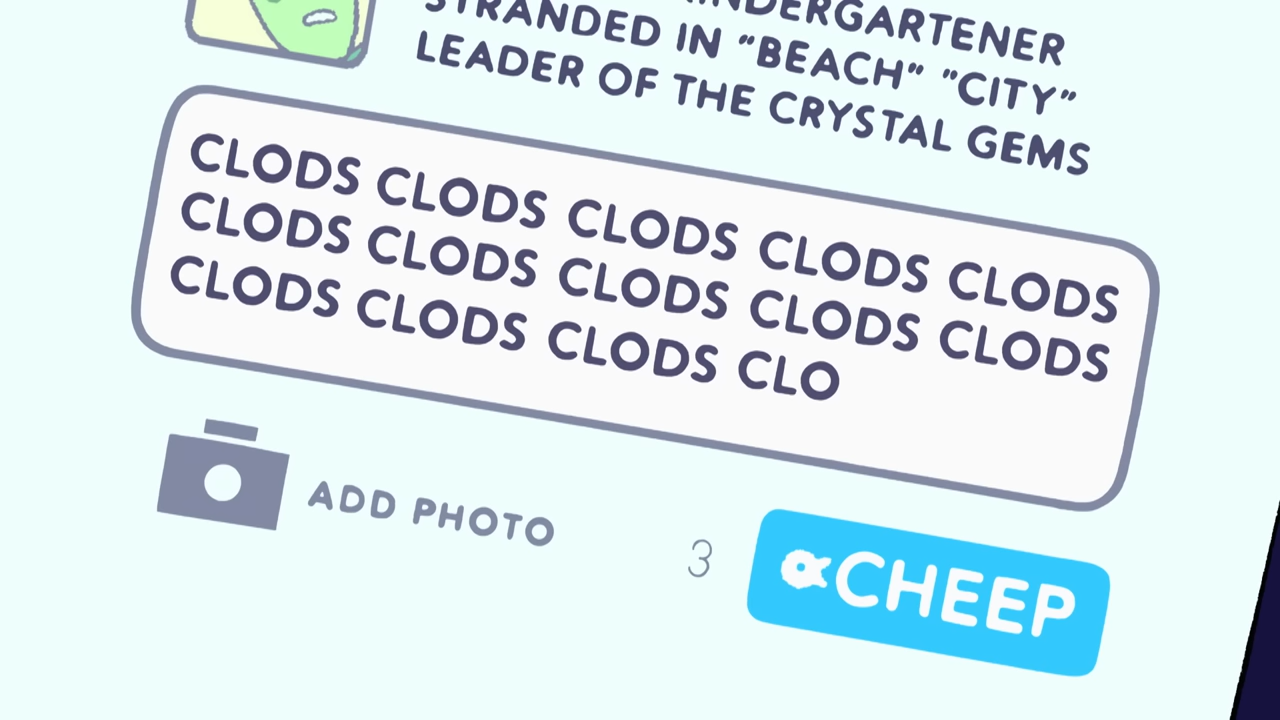 STRANDED IN “BEACH” ”CITY”
LEADER OF THE CRYSTAL GEMS
CLODS CLODS CLODS CLODS CLODS
CLODS CLODS CLODS CLODS CLODS
CLODS CLODS CLODS CLO
ADD PHOTO
3
CHEEP